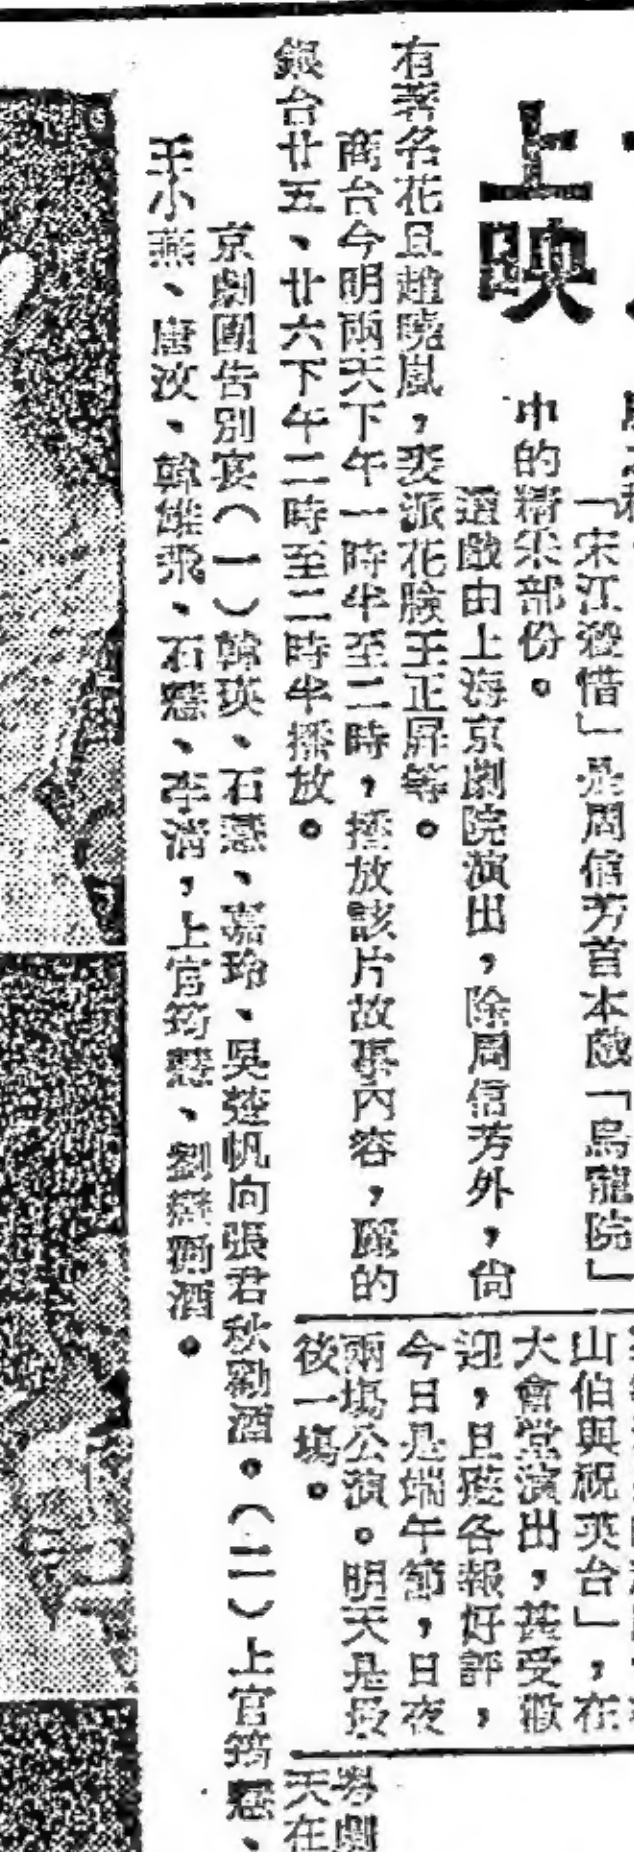 上映
「宋江殺惜」是周信芳首本戲「烏龍院」
中的精采部份。
這戲由上海京劇院演出，除周信芳外，尚
有著名花旦趙曉嵐，裘派花臉王正屏等。
商台今明兩天下午一時半至二時，播放該片故事內容，麗的
銀台廿五、廿六下午二時至二時半播放。
山伯與祝英台」，在
大會堂演出，甚受歡
迎，且獲各報好評，
今日是端午節，日夜
兩場公演。明天是最
後一場。
粵劇
天在
京劇團告別宴（一）韓瑛、石慧、嘉玲、吳楚帆向張君秋勸酒。（二）上官筠慧、
王小燕、唐汶、韓雄飛、石慧、李清，上官筠慧、劉 酒。